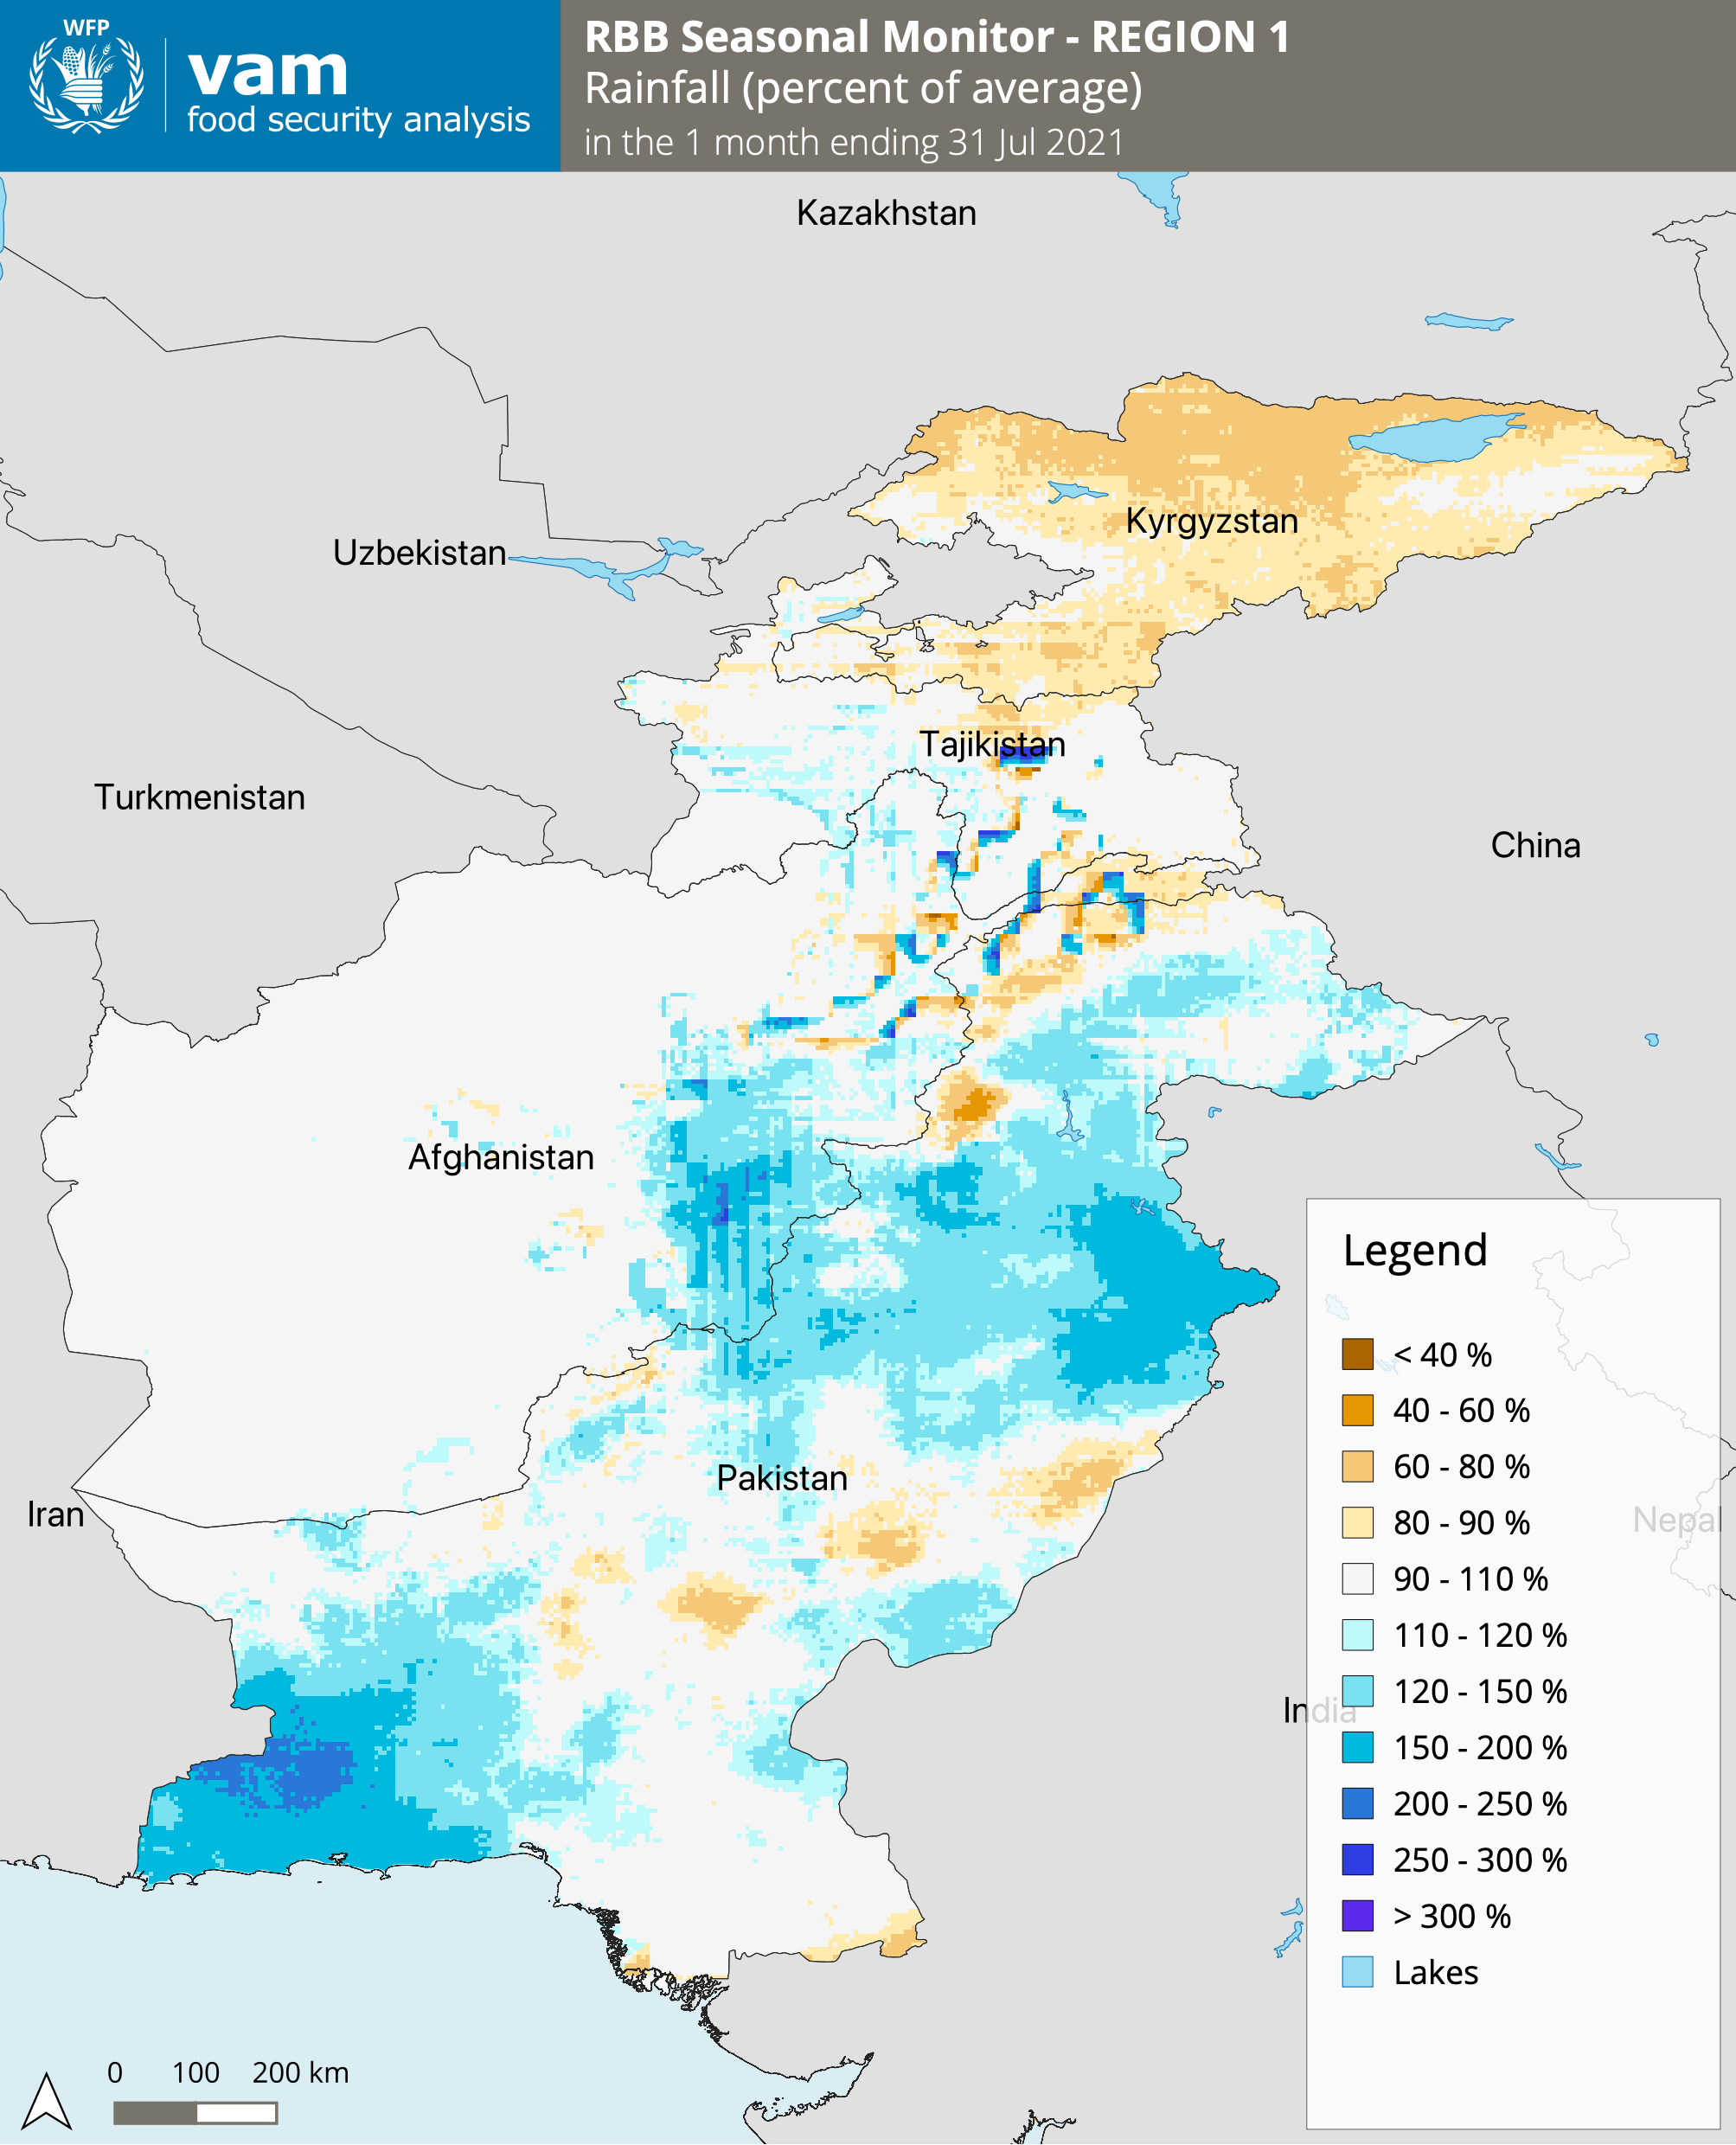 WFP
vam
food security analysis
RBB Seasonal Monitor - REGION 1
Rainfall (percent of average)
in the 1 month ending 31 Jul 2021
Kazakhstan
Kyrgyzstan
Uzbekistan
Tajikistan
Turkmenistan
China
Afghanistan
Pakistan
Iran
Nepal
India
Legend
< 40 %
40 - 60 %
60 - 80 %
80 - 90 %
90 - 110 %
110 - 120 %
120 - 150 %
150 - 200 %
200 - 250 %
250 - 300 %
> 300 %
Lakes
0 100 200 km